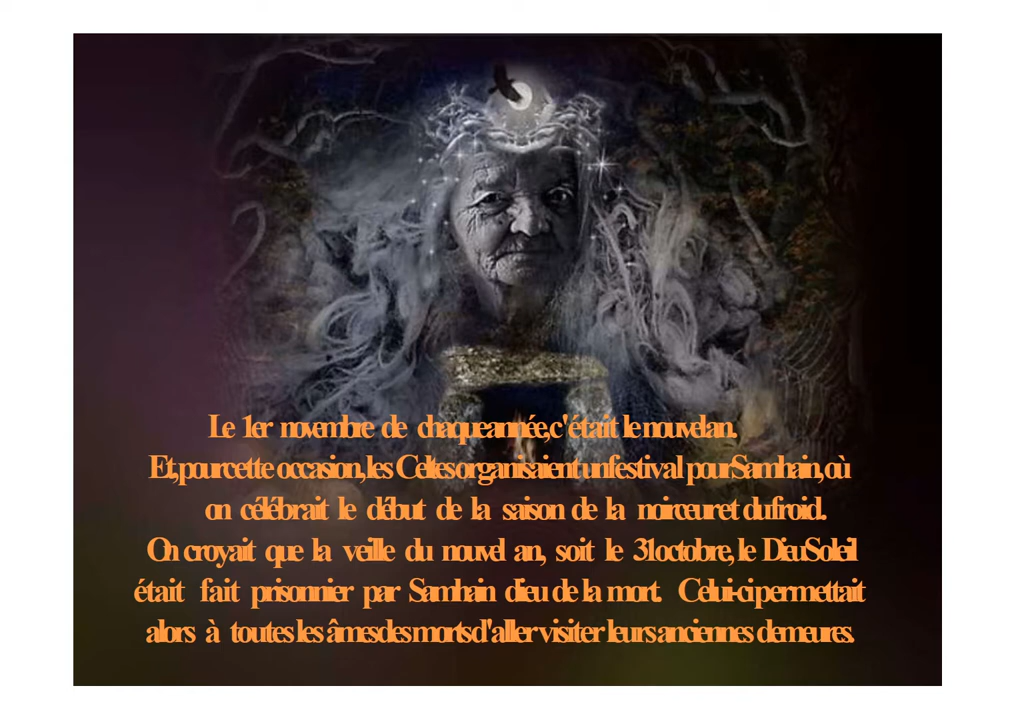 Le 1er novembre de chaque année, c'était le nouvel an.
Et, pour cette occasion, les Celtes organisaient un festival pour Samhain, où
on célébrait le début de la saison de la noirceur et du froid.
On croyait que la veille du nouvel an, soit le 31 octobre, le Dieu Soleil
était fait prisonnier par Samhain dieu de la mort. Celui-ci permettait
alors à toutes les âmes des morts d'aller visiter leurs anciennes demeures.